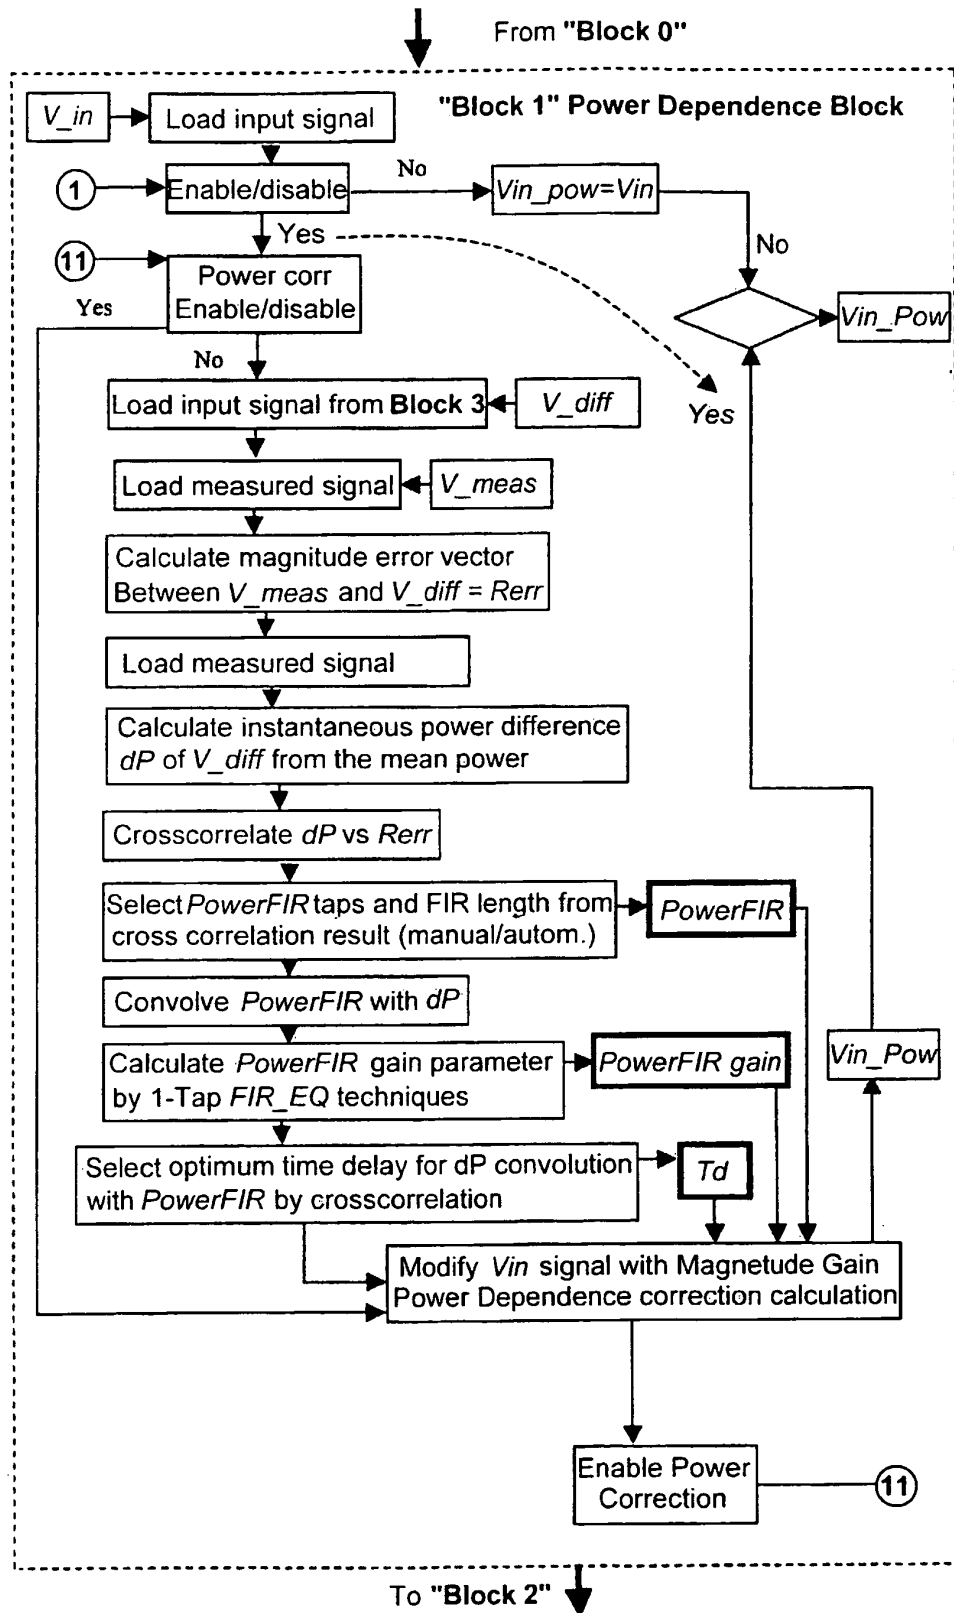 From "Block 0"
"Block 1" Power Dependence Block
V_in
Load input signal
1
Enable/disable
No
Vin_pow=Vin
Yes
No
11
Power corr
Enable/disable
Yes
Vin_Pow
No
Yes
Load input signal from Block 3
V_diff
Load measured signal
V_meas
Calculate magnitude error vector
Between V_meas and V_diff = Rerr
Load measured signal
Calculate instantaneous power difference
dP of V_diff from the mean power
Crosscorrelate dP vs Rerr
Select PowerFIR taps and FIR length from
cross correlation result (manual/autom.)
PowerFIR
Convolve PowerFIR with dP
Calculate PowerFIR gain parameter
by 1-Tap FIR_EQ techniques
PowerFIR gain
Vin_Pow
Select optimum time delay for dP convolution
with PowerFIR by crosscorrelation
Td
Modify Vin signal with Magnetude Gain
Power Dependence correction calculation
Enable Power
Correction
11
To "Block 2"